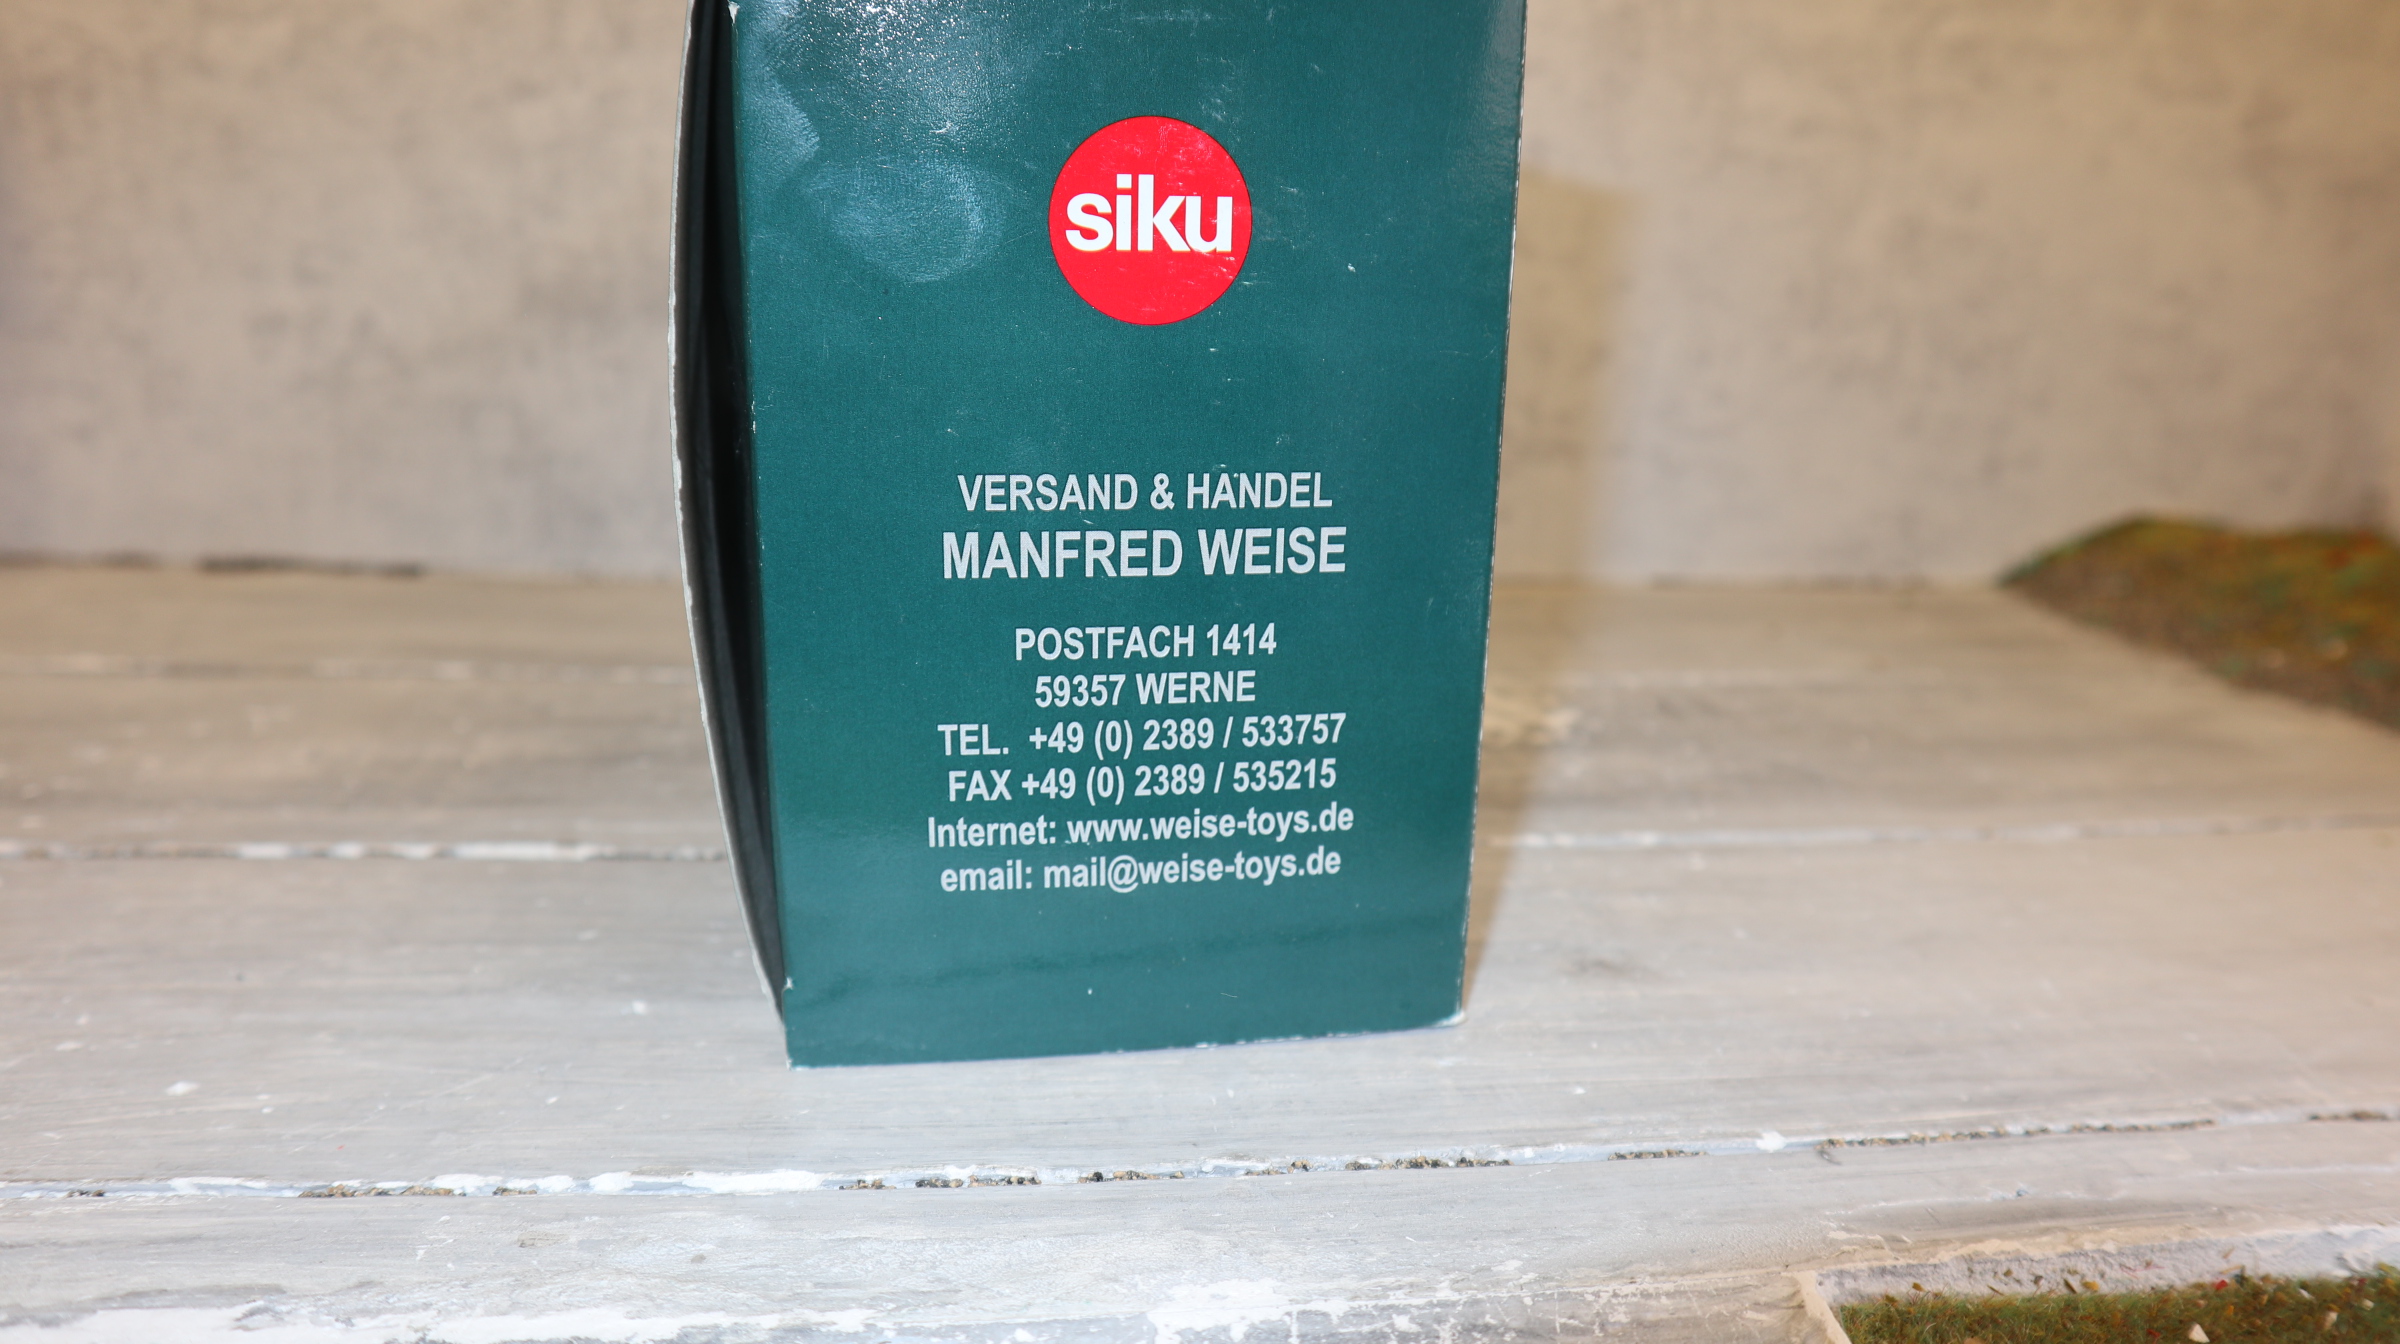 siku
VERSAND & HANDEL
MANFRED WEISE
POSTFACH 1414
59357 WERNE
TEL. +49 (0) 2389 / 533757
FAX +49 (0) 2389 / 535215
Internet: www.weise-toys.de
email: mail@weise-toys.de